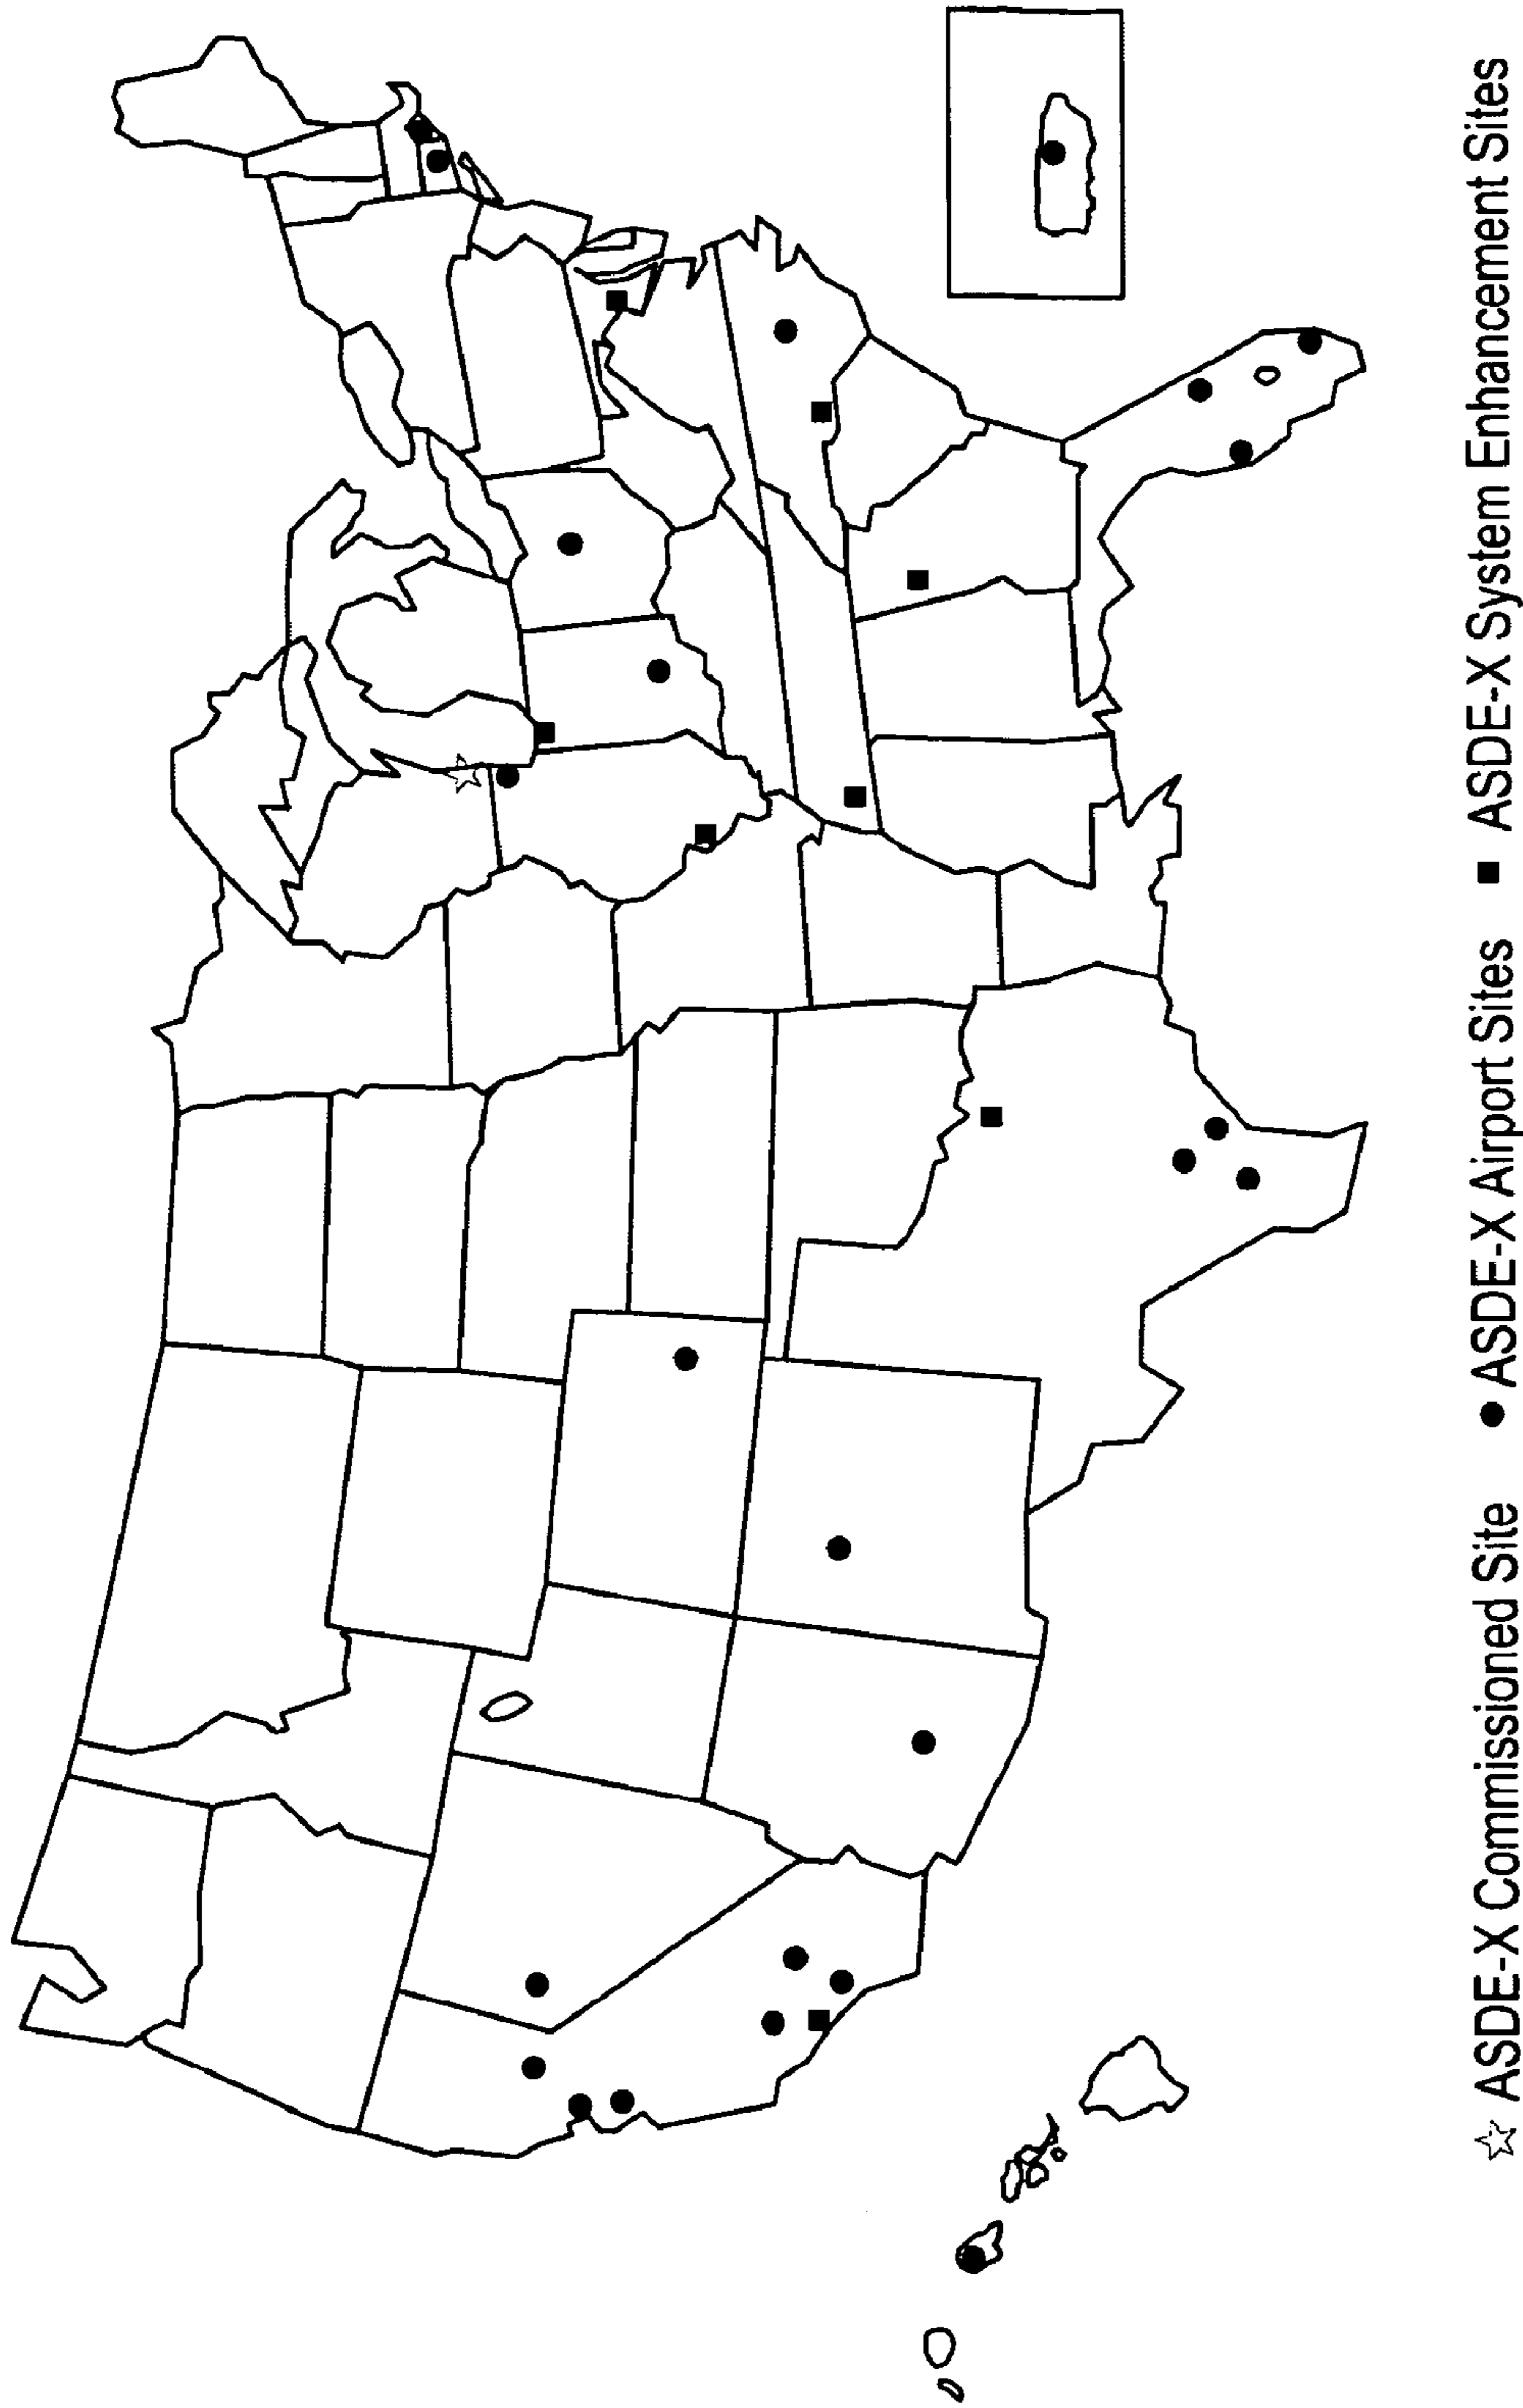 ☆ ASDE-X Commissioned Site ● ASDE-X Airport Sites ■ ASDE-X System Enhancement Sites